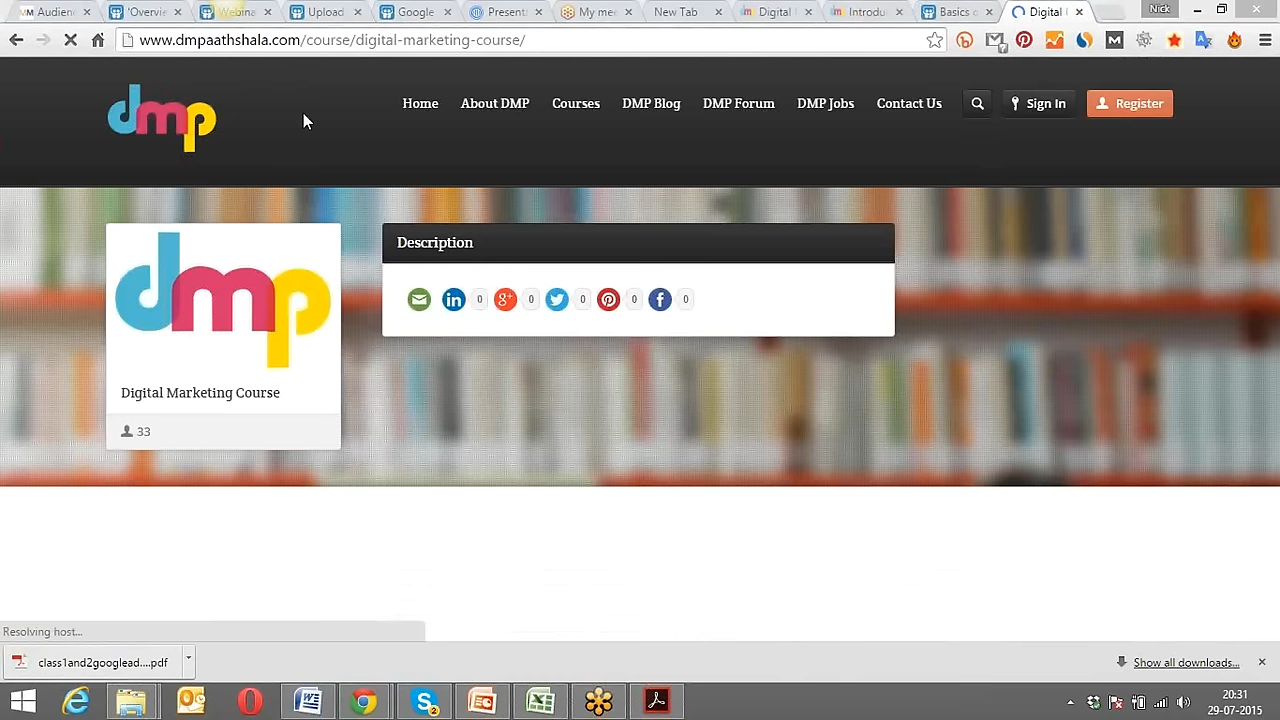 Audien
'Overvie
Webina
Upload
Google
Present
My me
New Tab
Digital
Introdu
Basics o
Digital
Nick
www.dmpaathshala.com/course/digital-marketing-course/
dmp
Home
About DMP
Courses
DMP Blog
DMP Forum
DMP Jobs
Contact Us
Sign In
Register
dmp
Description
0
0
0
0
0
Digital Marketing Course
33
Resolving host...
class1and2googlead....pdf
Show all downloads...
20:31
29-07-2015